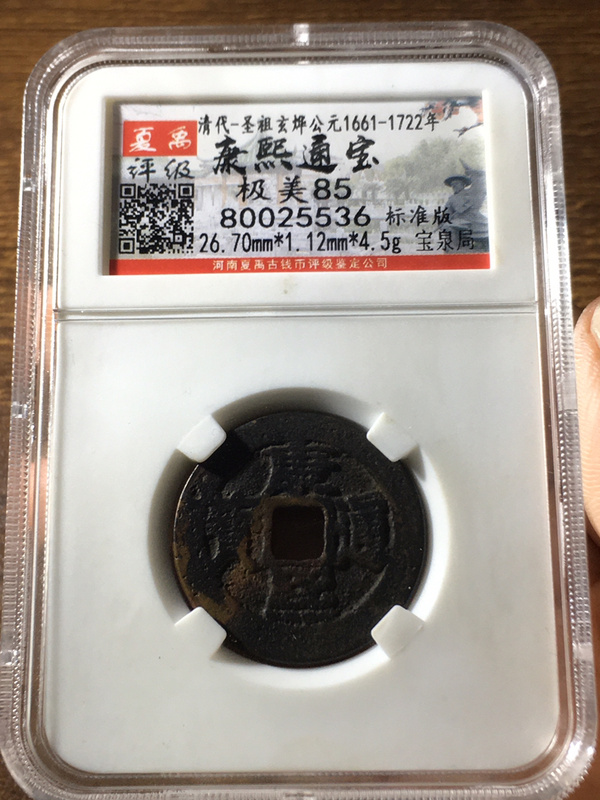 清代-圣祖玄烨公元1661-1722年
夏禹
评级
康熙通宝
极美85
80025536 标准版
26.70mm*1.12mm*4.5g 宝泉局
河南夏禹古钱币评级鉴定公司
康熙通寳